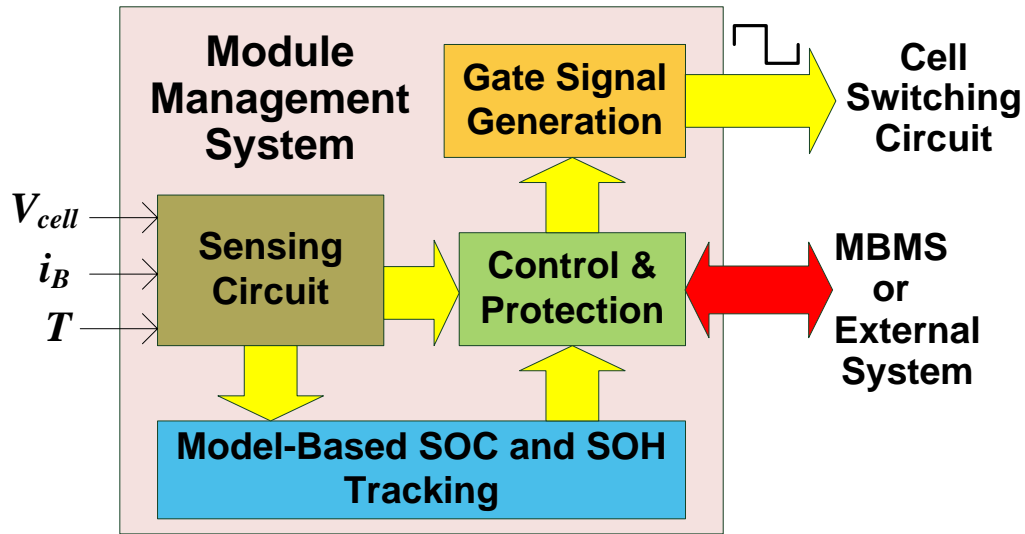 Module
Management
System
Gate Signal
Generation
Cell
Switching
Circuit
V_cell
i_B
T
Sensing
Circuit
Control &
Protection
MBMS
or
External
System
Model-Based SOC and SOH
Tracking